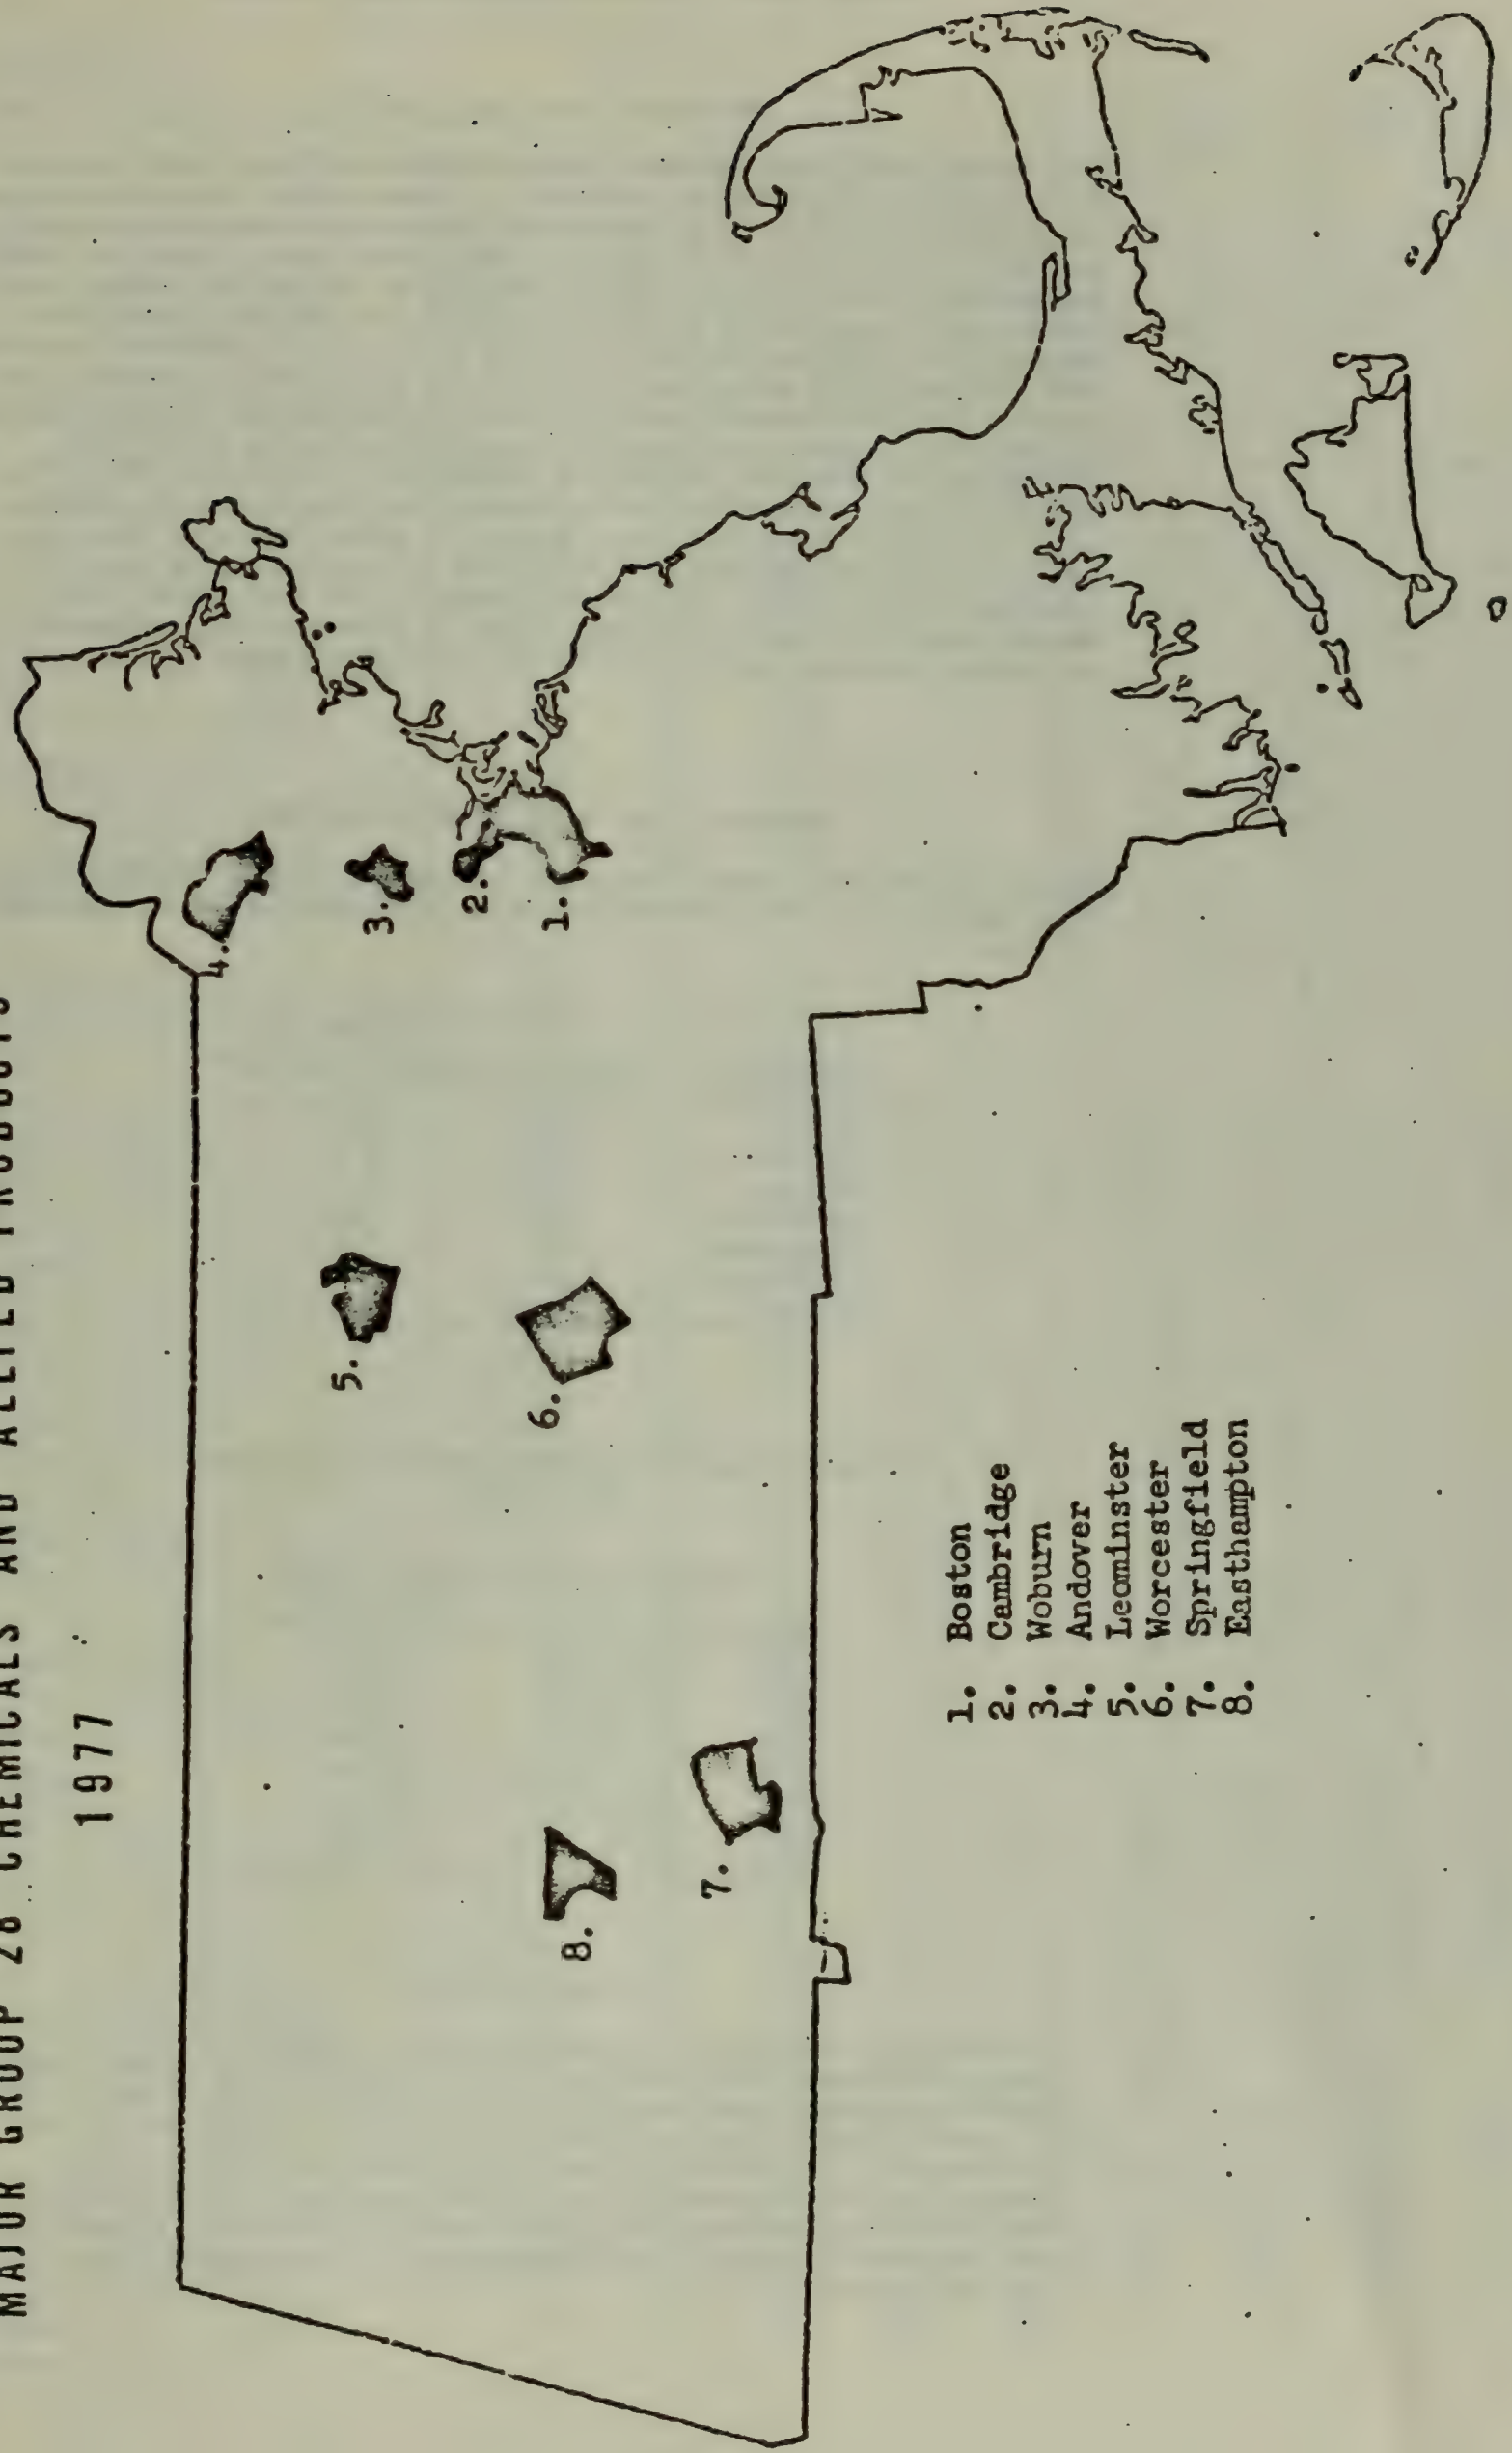 MAJOR GROUP 28 CHEMICALS AND ALLIED PRODUCTS
1977
4.
3.
2.
1.
5.
6.
8.
7.
1. Boston
2. Cambridge
3. Woburn
4. Andover
5. Leominster
6. Worcester
7. Springfield
8. Easthampton